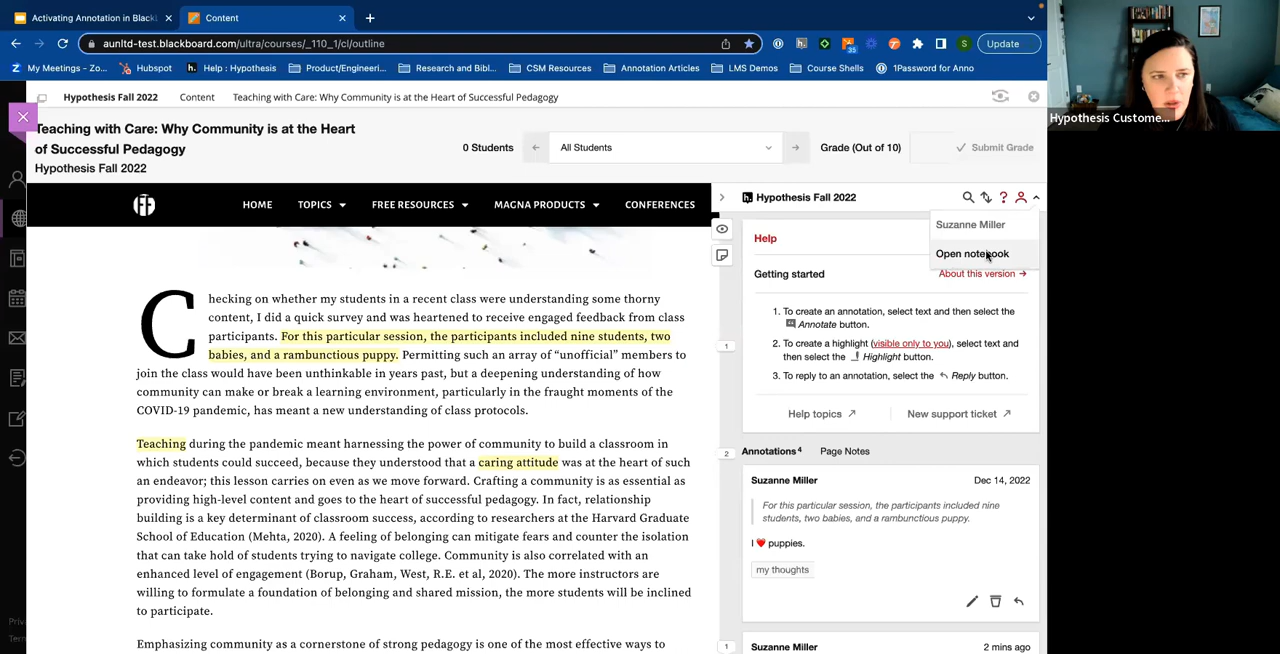 Activating Annotation in Black
Content
aunltd-test.blackboard.com/ultra/courses/_110_1/cl/outline
35
S
Update
My Meetings - Zo...
Hubspot
Help : Hypothesis
Product/Engineeri...
Research and Bibl...
CSM Resources
Annotation Articles
LMS Demos
Course Shells
1Password for Anno
Hypothesis Fall 2022
Content
Teaching with Care: Why Community is at the Heart of Successful Pedagogy
Teaching with Care: Why Community is at the Heart
of Successful Pedagogy
Hypothesis Fall 2022
0 Students
All Students
Grade (Out of 10)
Submit Grade
HOME
TOPICS
FREE RESOURCES
MAGNA PRODUCTS
CONFERENCES
Checking on whether my students in a recent class were understanding some thorny
content, I did a quick survey and was heartened to receive engaged feedback from class
participants. For this particular session, the participants included nine students, two
babies, and a rambunctious puppy. Permitting such an array of “unofficial” members to
join the class would have been unthinkable in years past, but a deepening understanding of how
community can make or break a learning environment, particularly in the fraught moments of the
COVID-19 pandemic, has meant a new understanding of class protocols.
Teaching during the pandemic meant harnessing the power of community to build a classroom in
which students could succeed, because they understood that a caring attitude was at the heart of such
an endeavor; this lesson carries on even as we move forward. Crafting a community is as essential as
providing high-level content and goes to the heart of successful pedagogy. In fact, relationship
building is a key determinant of classroom success, according to researchers at the Harvard Graduate
School of Education (Mehta, 2020). A feeling of belonging can mitigate fears and counter the isolation
that can take hold of students trying to navigate college. Community is also correlated with an
enhanced level of engagement (Borup, Graham, West, R.E. et al, 2020). The more instructors are
willing to formulate a foundation of belonging and shared mission, the more students will be inclined
to participate.
Emphasizing community as a cornerstone of strong pedagogy is one of the most effective ways to
Hypothesis Fall 2022
Suzanne Miller
Open notebook
Help
Getting started
About this version
1. To create an annotation, select text and then select the
Annotate button.
2. To create a highlight (visible only to you), select text and
then select the Highlight button.
3. To reply to an annotation, select the Reply button.
Help topics
New support ticket
1
2
Annotations 4
Page Notes
Suzanne Miller
Dec 14, 2022
For this particular session, the participants included nine
students, two babies, and a rambunctious puppy.
I ❤️ puppies.
my thoughts
1
Suzanne Miller
2 mins ago
Priv
Term
Hypothesis Custome...